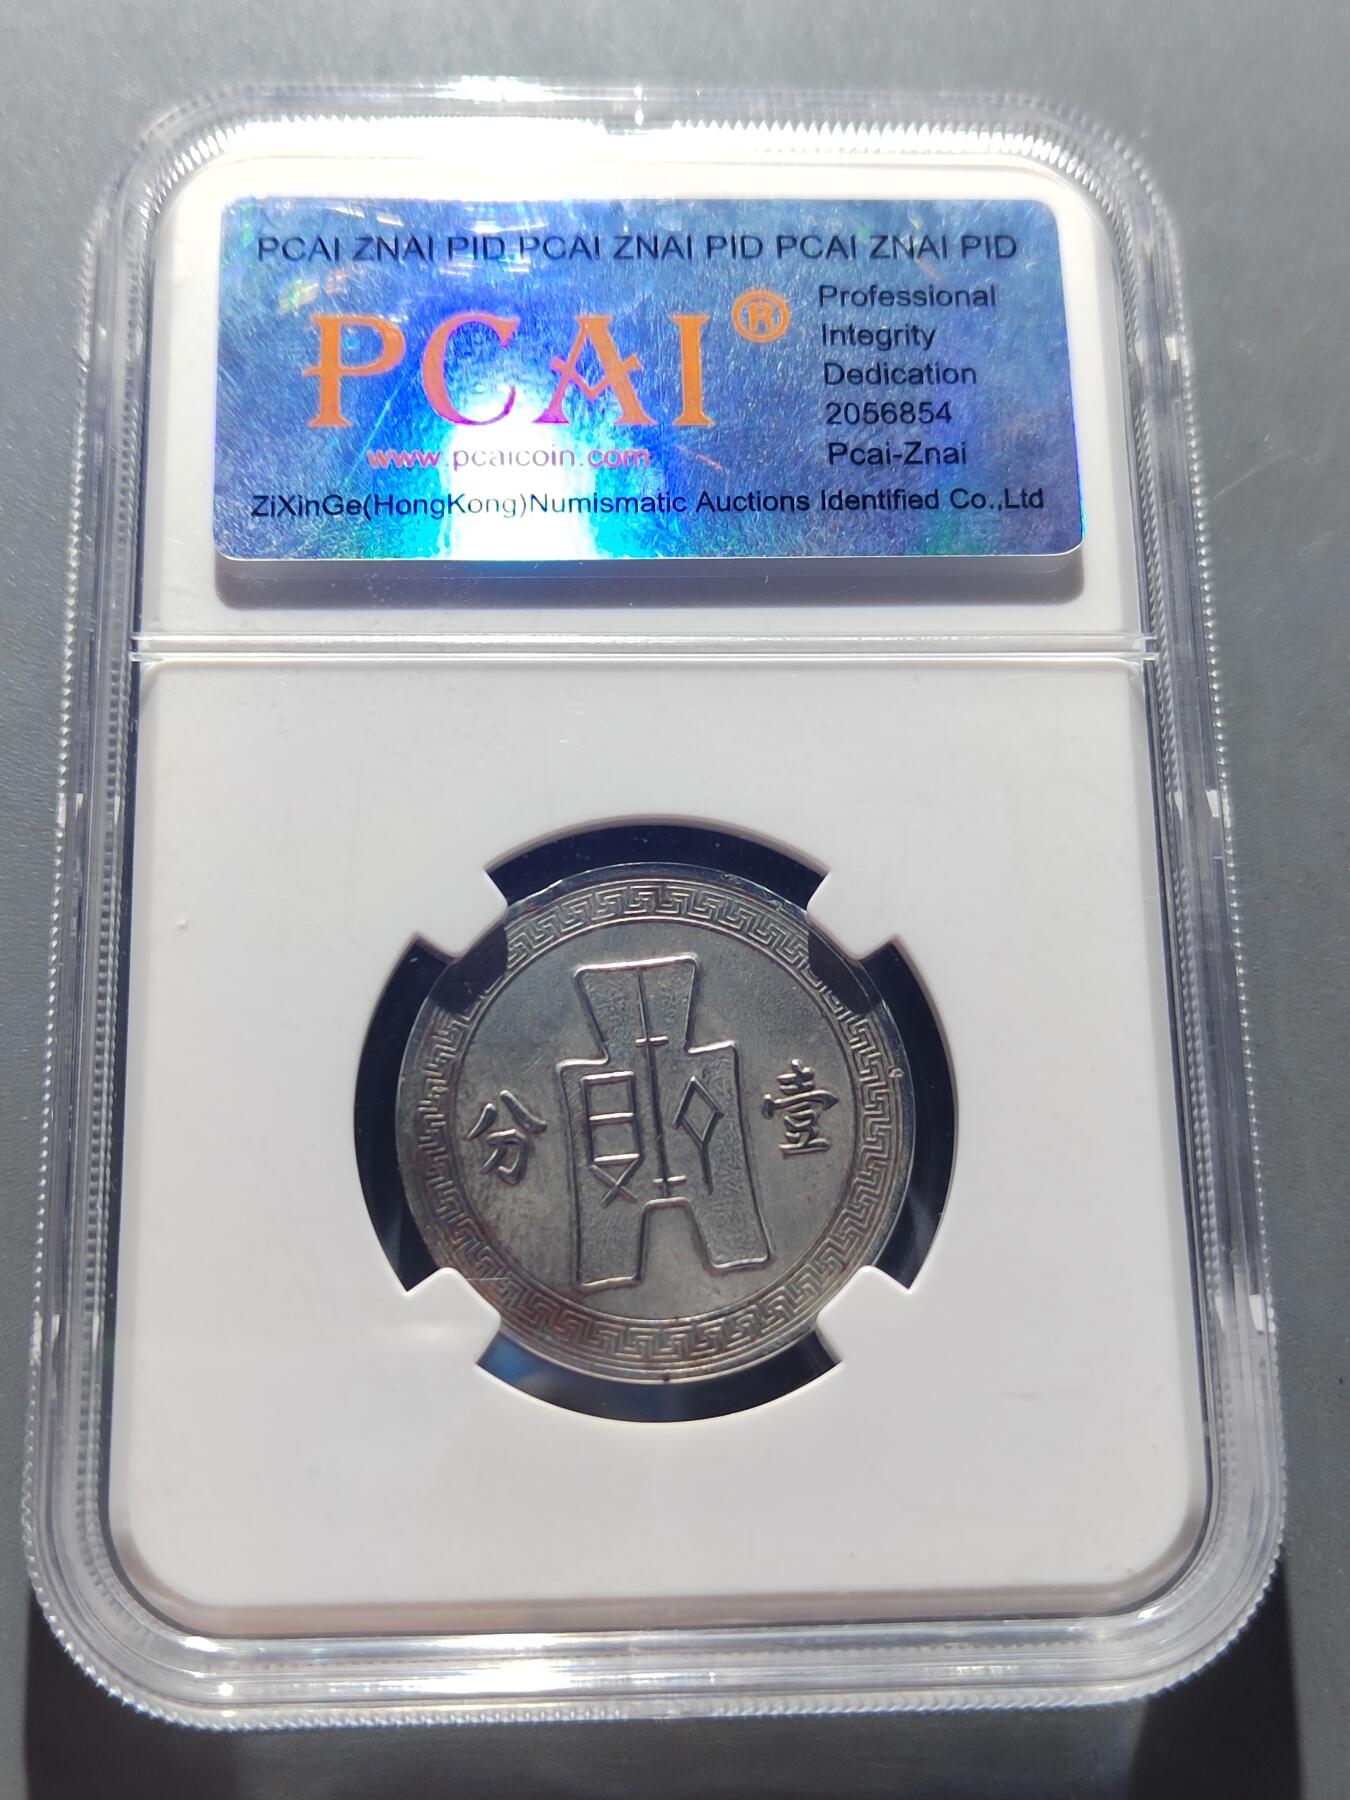 PCAI ZNAI PID PCAI ZNAI PID PCAI ZNAI PID
PCAI®
Professional
Integrity
Dedication
2056854
Pcai-Znai
www.pcaicoin.com
ZiXinGe(HongKong)Numismatic Auctions Identified Co.,Ltd
壹
分